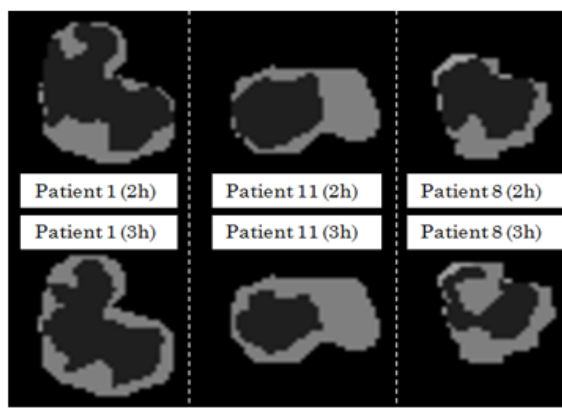 Patient 1 (2h)
Patient 11 (2h)
Patient 8 (2h)
Patient 1 (3h)
Patient 11 (3h)
Patient 8 (3h)